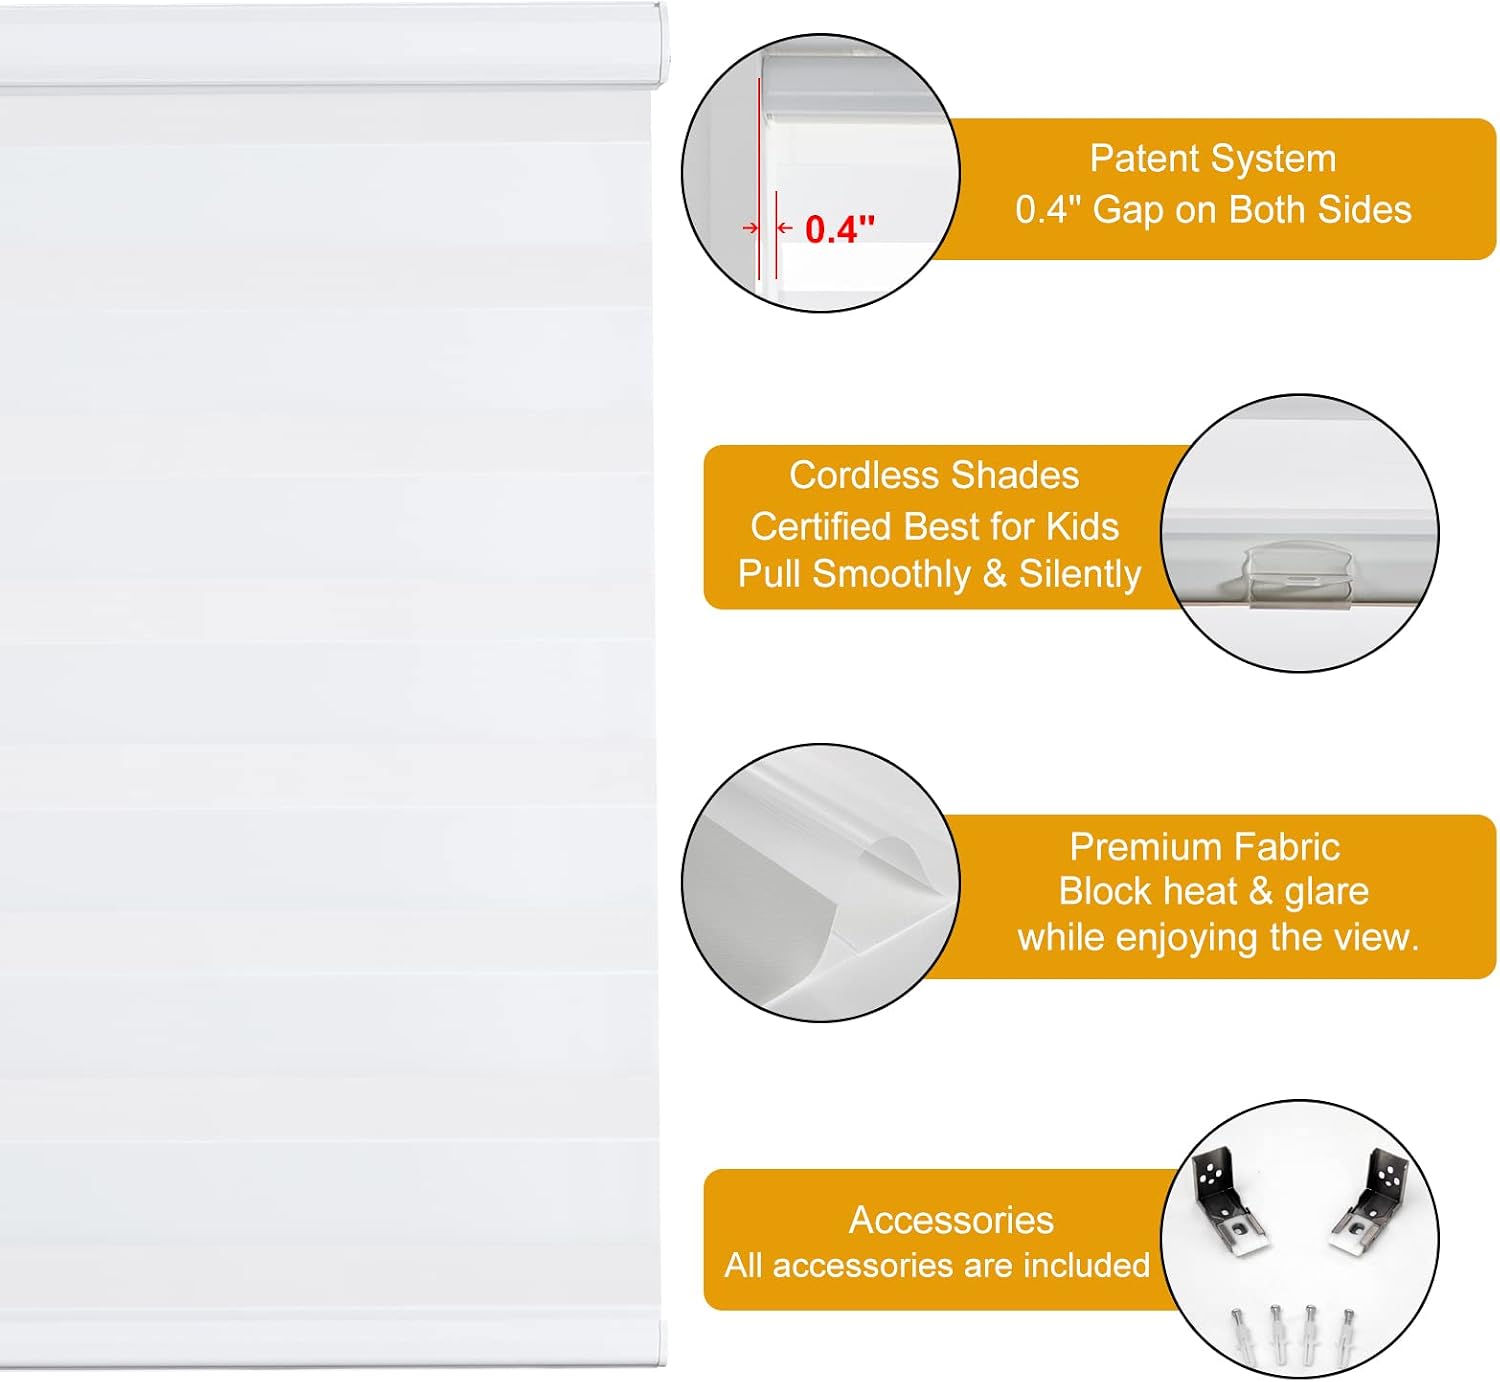 Patent System
0.4" Gap on Both Sides
0.4"
Cordless Shades
Certified Best for Kids
Pull Smoothly & Silently
Premium Fabric
Block heat & glare
while enjoying the view.
Accessories
All accessories are included